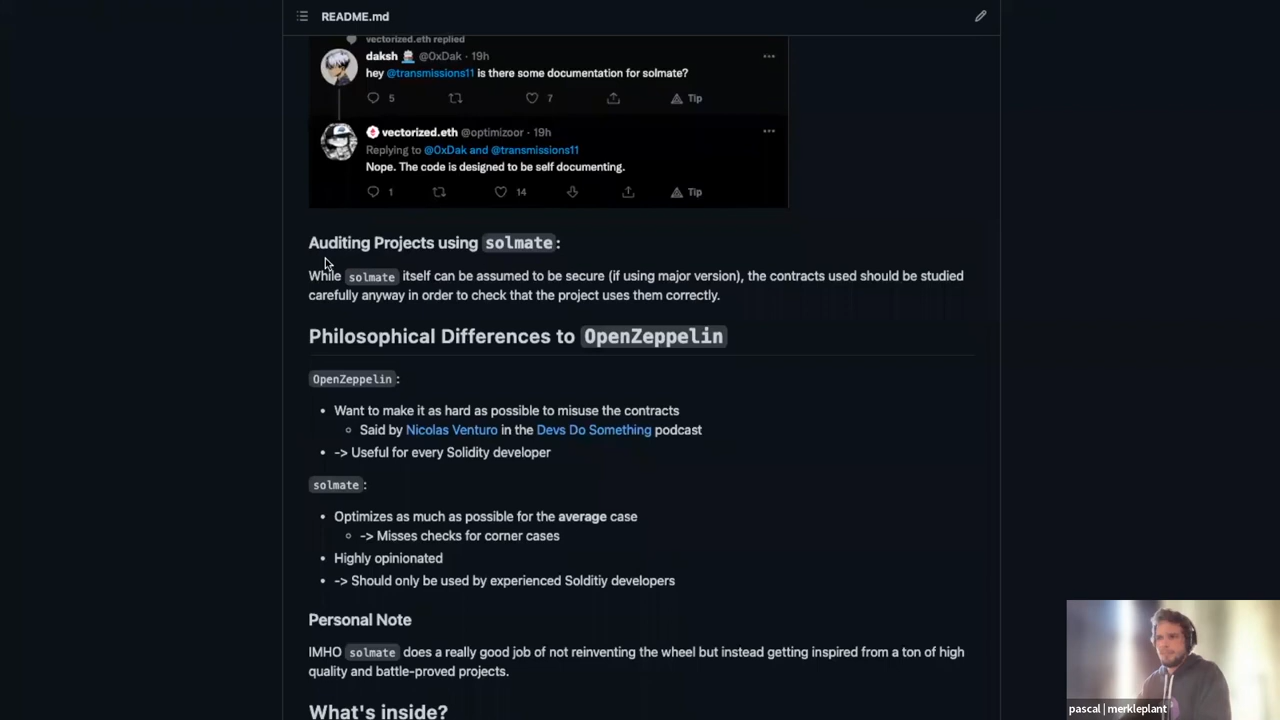 README.md
vectorized.eth replied
daksh @0xDak · 19h
hey @transmissions11 is there some documentation for solmate?
5 7 Tip
vectorized.eth @optimizoor · 19h
Replying to @0xDak and @transmissions11
Nope. The code is designed to be self documenting.
1 14 Tip
Auditing Projects using solmate:
While solmate itself can be assumed to be secure (if using major version), the contracts used should be studied
carefully anyway in order to check that the project uses them correctly.
Philosophical Differences to OpenZeppelin
OpenZeppelin:
Want to make it as hard as possible to misuse the contracts
Said by Nicolas Venturo in the Devs Do Something podcast
-> Useful for every Solidity developer
solmate:
Optimizes as much as possible for the average case
-> Misses checks for corner cases
Highly opinionated
-> Should only be used by experienced Solditiy developers
Personal Note
IMHO solmate does a really good job of not reinventing the wheel but instead getting inspired from a ton of high
quality and battle-proved projects.
What's inside?
pascal | merkleplant